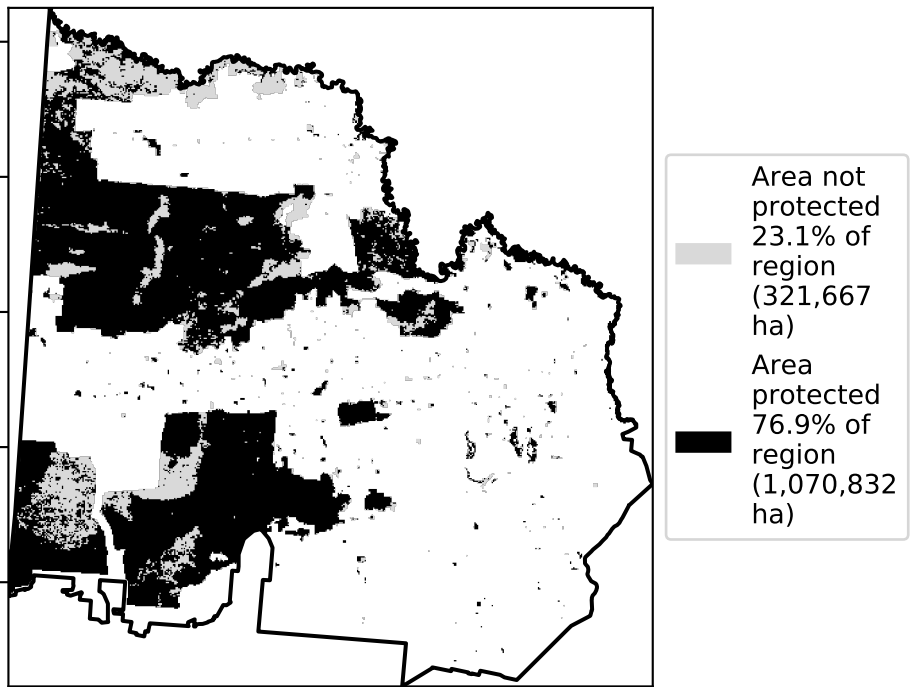 Area not
protected
23.1% of
region
(321,667
ha)
Area
protected
76.9% of
region
(1,070,832
ha)